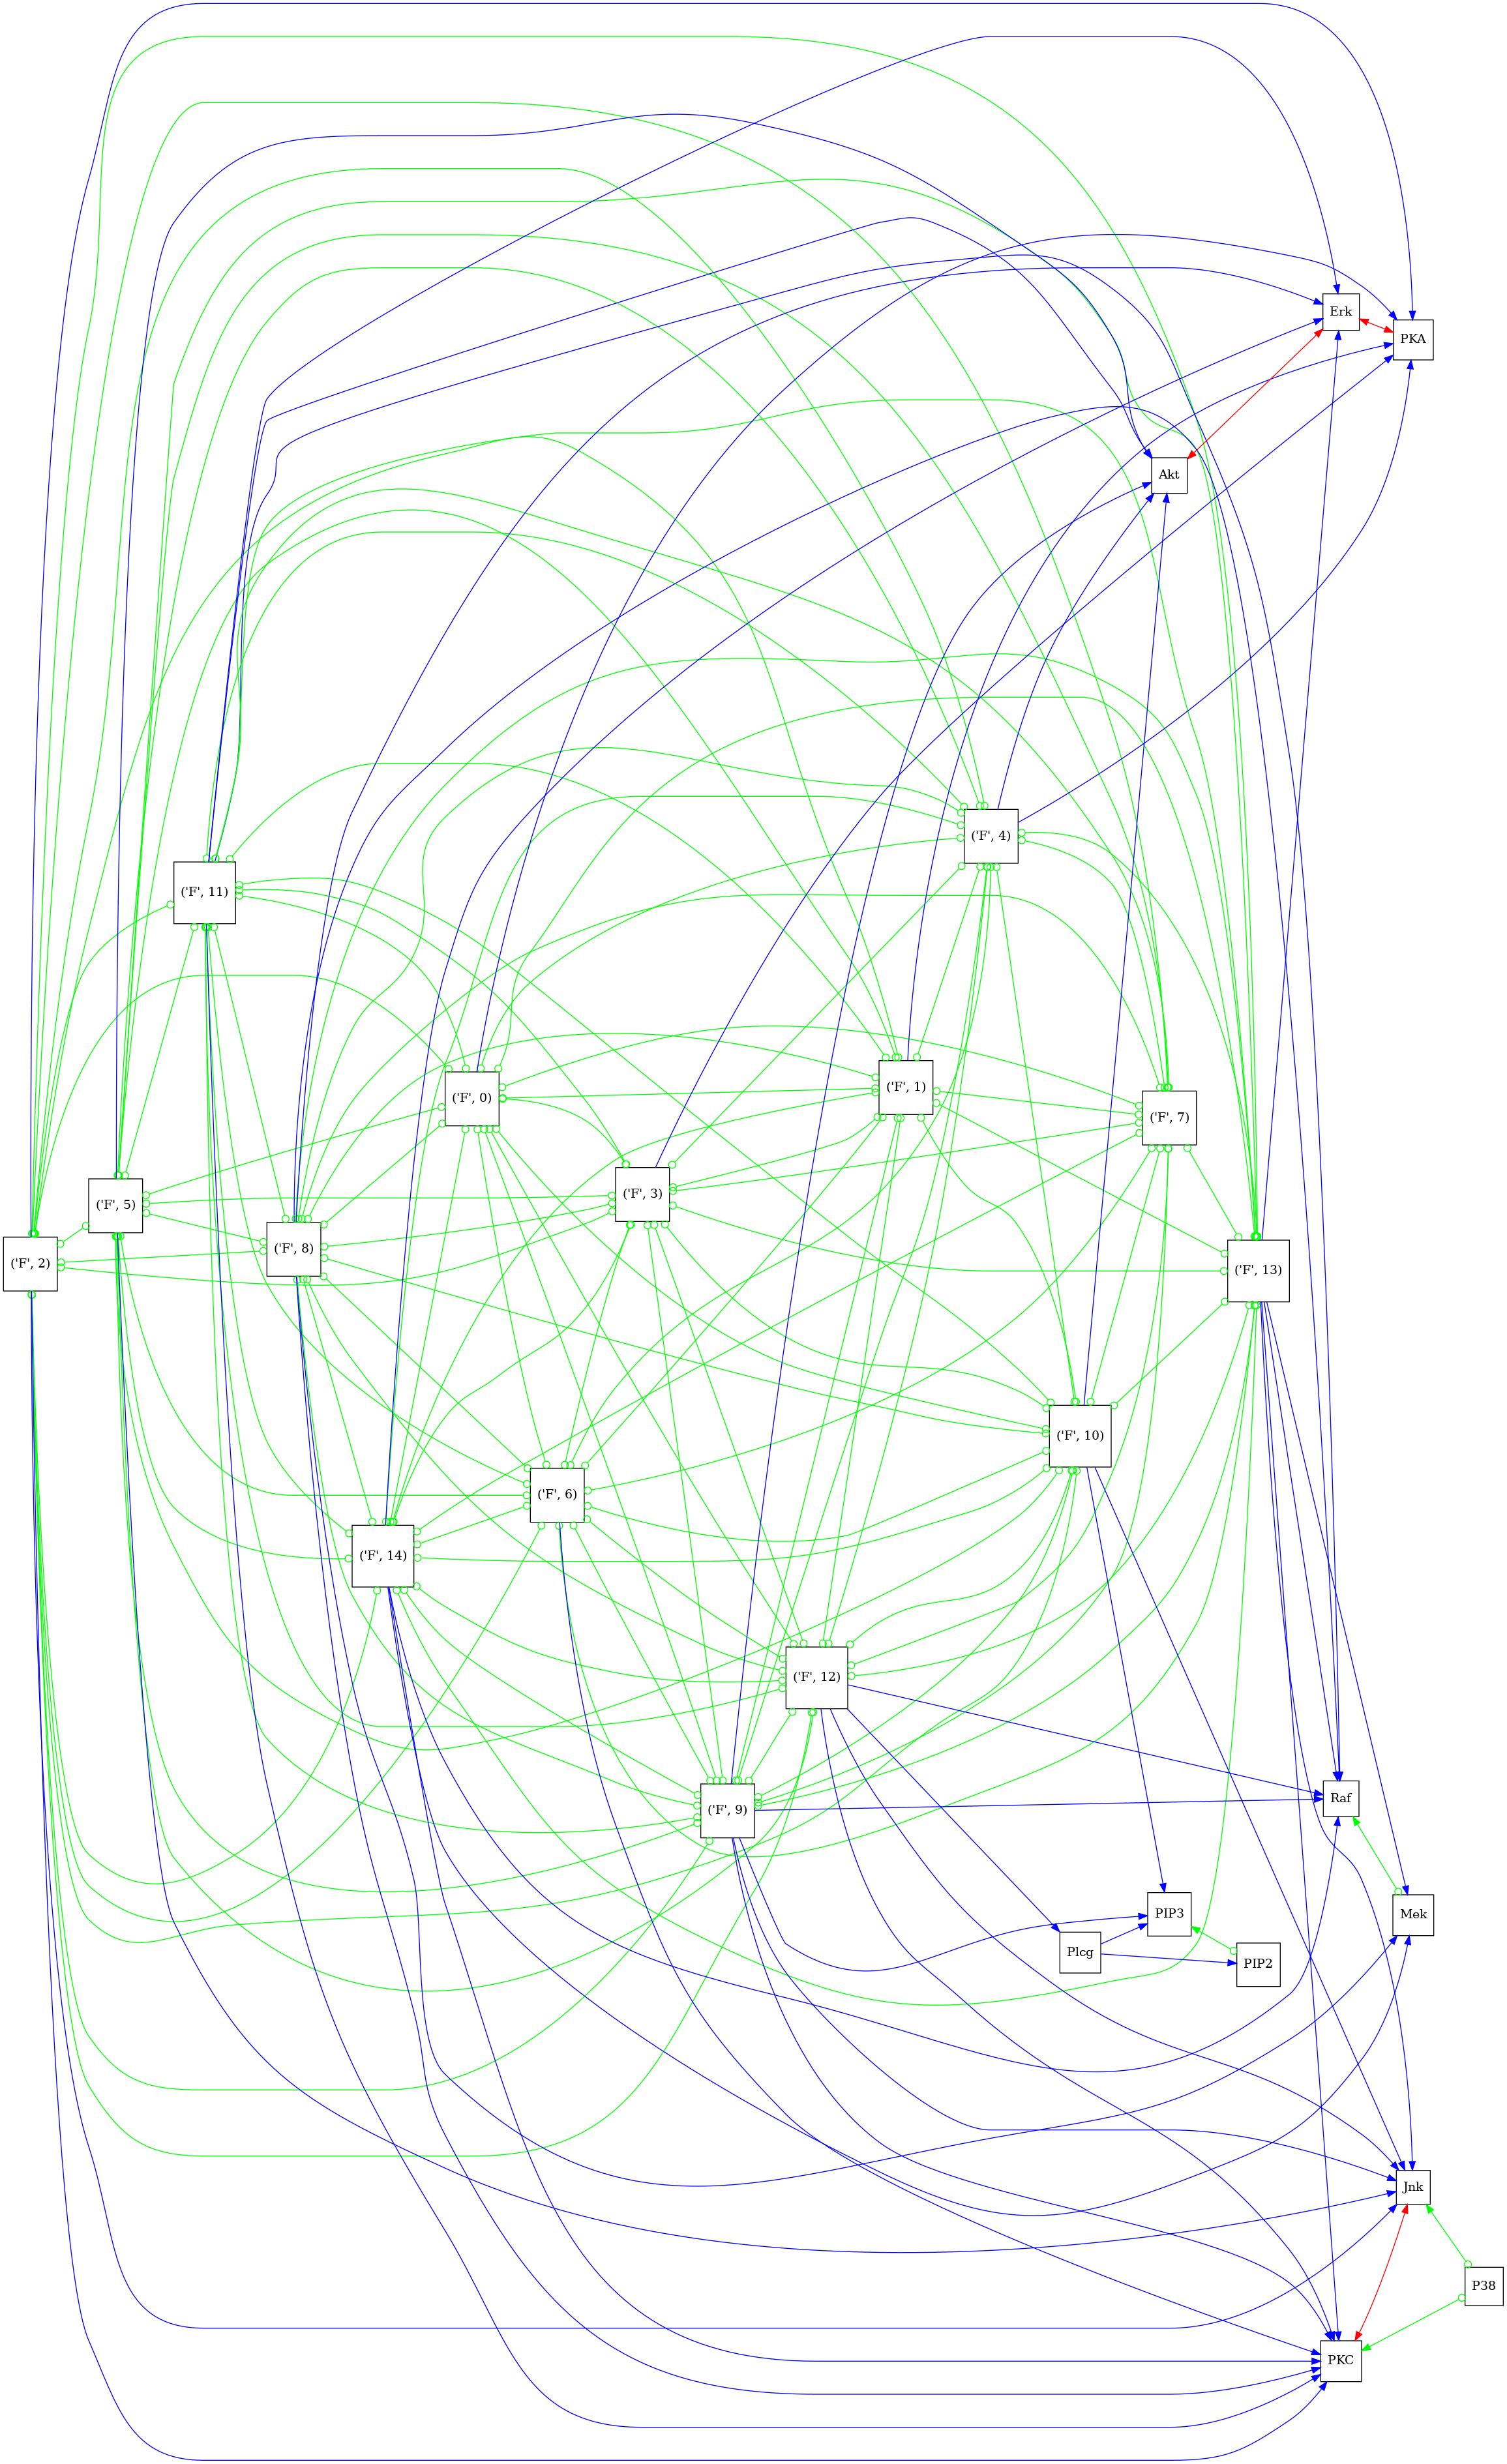 Erk
PKA
Akt
('F', 4)
('F', 11)
('F', 1)
('F', 0)
('F', 7)
('F', 3)
('F', 5)
('F', 8)
('F', 2)
('F', 13)
('F', 10)
('F', 6)
('F', 14)
('F', 12)
Raf
('F', 9)
PIP3
Mek
Plcg
PIP2
Jnk
P38
PKC